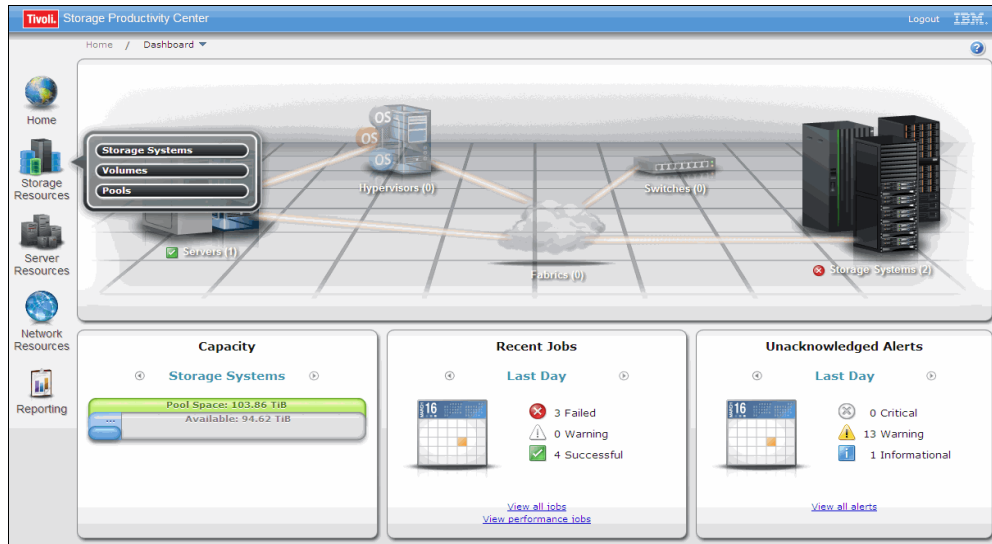 Tivoli. Storage Productivity Center
Logout IBM.
Home / Dashboard
?
Home
Storage Resources
Server Resources
Network Resources
Reporting
Storage Systems
Volumes
Pools
OS
OS
OS
Hypervisors (0)
Switches (0)
Servers (1)
Fabrics (0)
Storage Systems (2)
Capacity
Storage Systems
Pool Space: 103.86 TiB
... Available: 94.62 TiB
Recent Jobs
Last Day
16
3 Failed
0 Warning
4 Successful
View all jobs
View performance jobs
Unacknowledged Alerts
Last Day
16
0 Critical
13 Warning
1 Informational
View all alerts